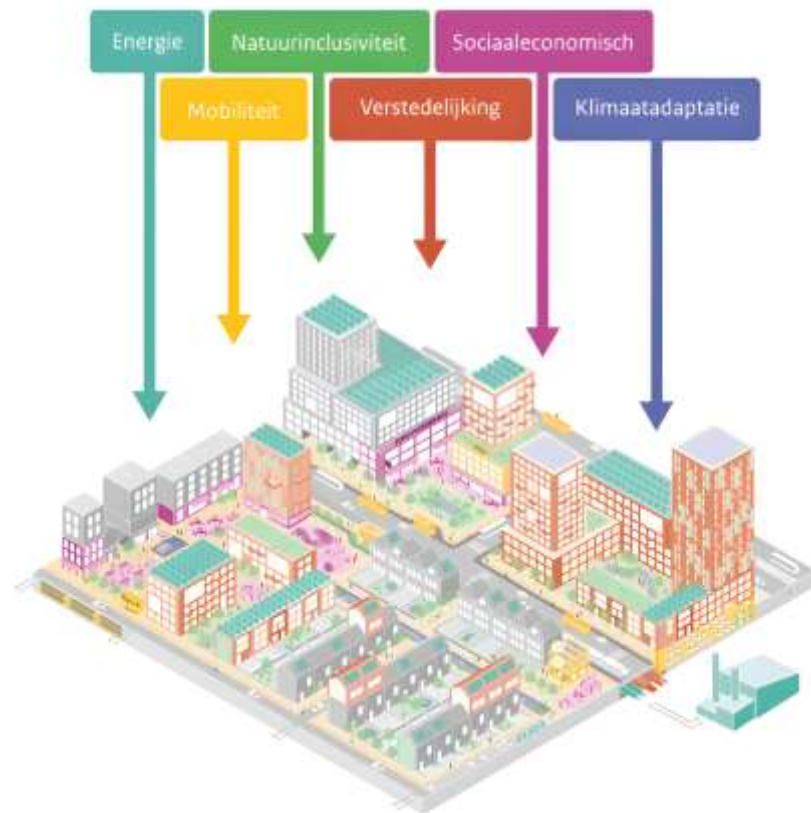 Energie
Natuurinclusiviteit
Sociaaleconomisch
Mobiliteit
Verstedelijking
Klimaatadaptatie